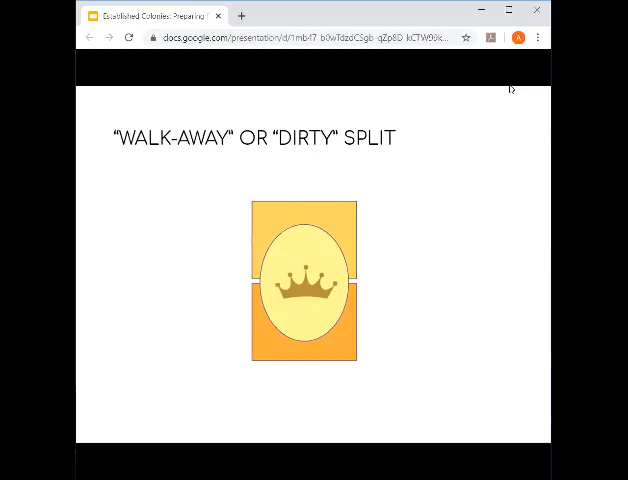 Established Colonies: Preparing
docs.google.com/presentation/d/1mb47
A
“WALK-AWAY” OR “DIRTY” SPLIT